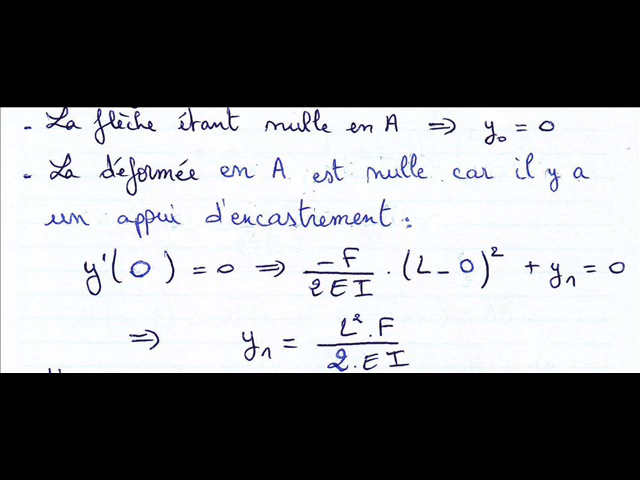 - La flèche étant nulle en A ⇒ y₀ = 0
- La déformée en A est nulle car il y a
un appui d'encastrement :
y'(0) = 0 ⇒ -F/2EI . (L - 0)² + y₁ = 0
⇒ y₁ = L².F/2.EI